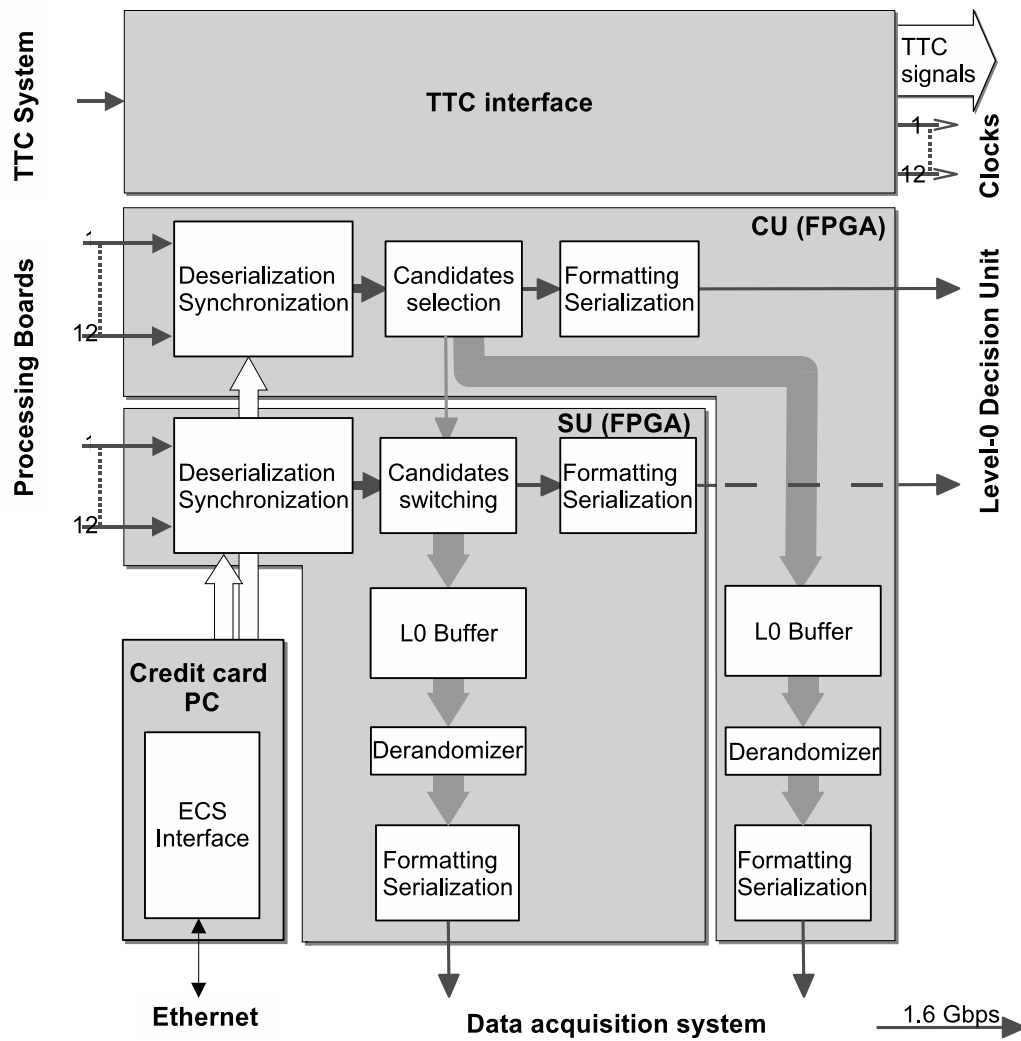 TTC System
TTC interface
TTC
signals
1
12
Clocks
Processing Boards
CU (FPGA)
1
12
Deserialization
Synchronization
Candidates
selection
Formatting
Serialization
Level-0 Decision Unit
SU (FPGA)
1
12
Deserialization
Synchronization
Candidates
switching
Formatting
Serialization
L0 Buffer
L0 Buffer
Credit card
PC
Derandomizer
Derandomizer
ECS
Interface
Formatting
Serialization
Formatting
Serialization
Ethernet
Data acquisition system
1.6 Gbps